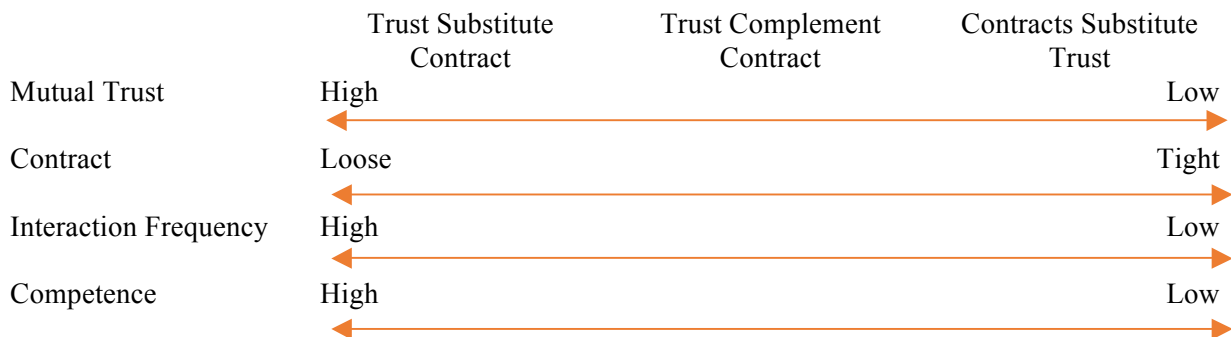 Trust Substitute Trust Complement Contracts Substitute
Contract Contract Trust
Mutual Trust High Low
Contract Loose Tight
Interaction Frequency High Low
Competence High Low